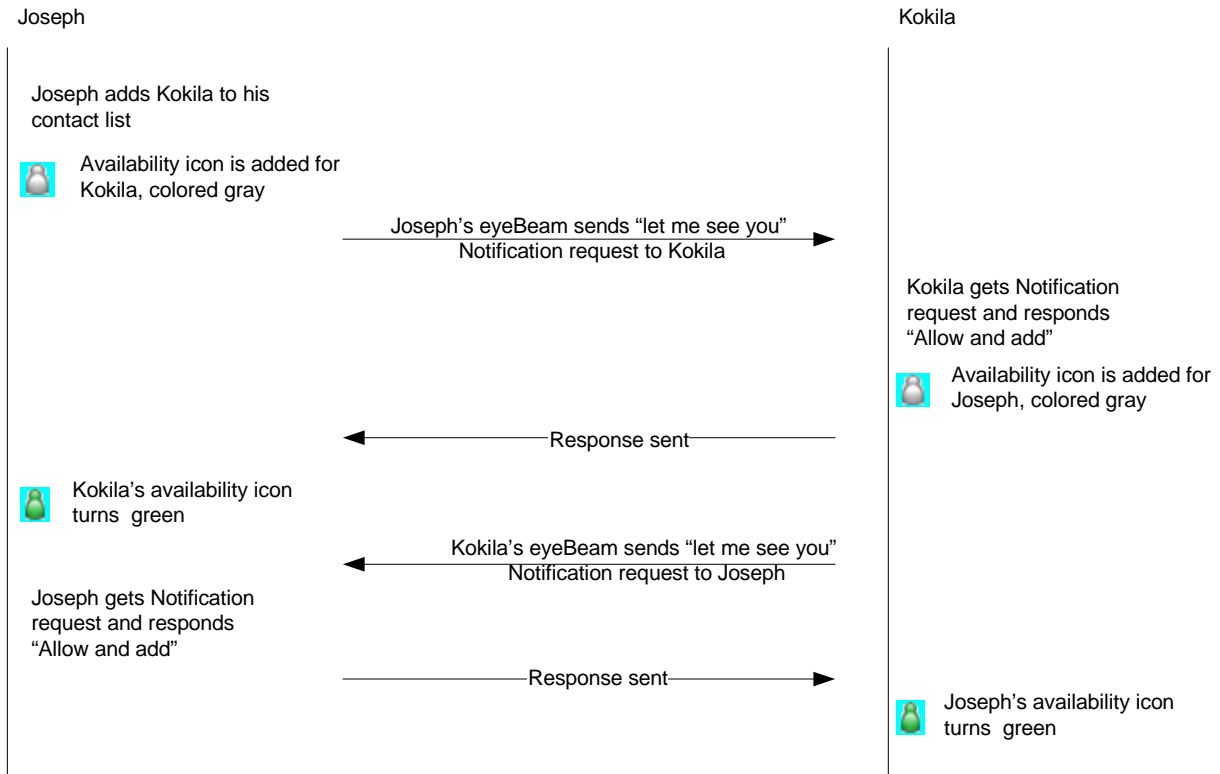 Joseph
Kokila
Joseph adds Kokila to his
contact list
Availability icon is added for
Kokila, colored gray
Joseph’s eyeBeam sends “let me see you”
Notification request to Kokila
Kokila gets Notification
request and responds
“Allow and add”
Availability icon is added for
Joseph, colored gray
Response sent
Kokila’s availability icon
turns green
Kokila’s eyeBeam sends “let me see you”
Notification request to Joseph
Joseph gets Notification
request and responds
“Allow and add”
Response sent
Joseph’s availability icon
turns green